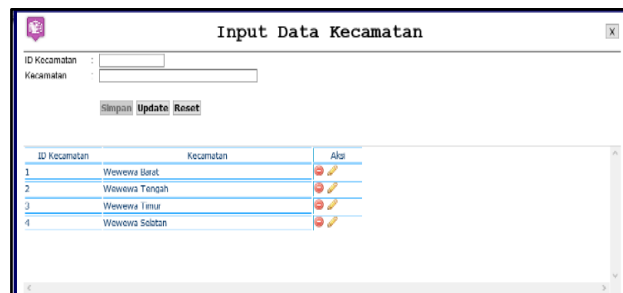 Input Data Kecamatan
X
ID Kecamatan :
Kecamatan :
Simpan Update Reset
ID Kecamatan Kecamatan Aksi
1 Wewewa Barat
2 Wewewa Tengah
3 Wewewa Timur
4 Wewewa Selatan